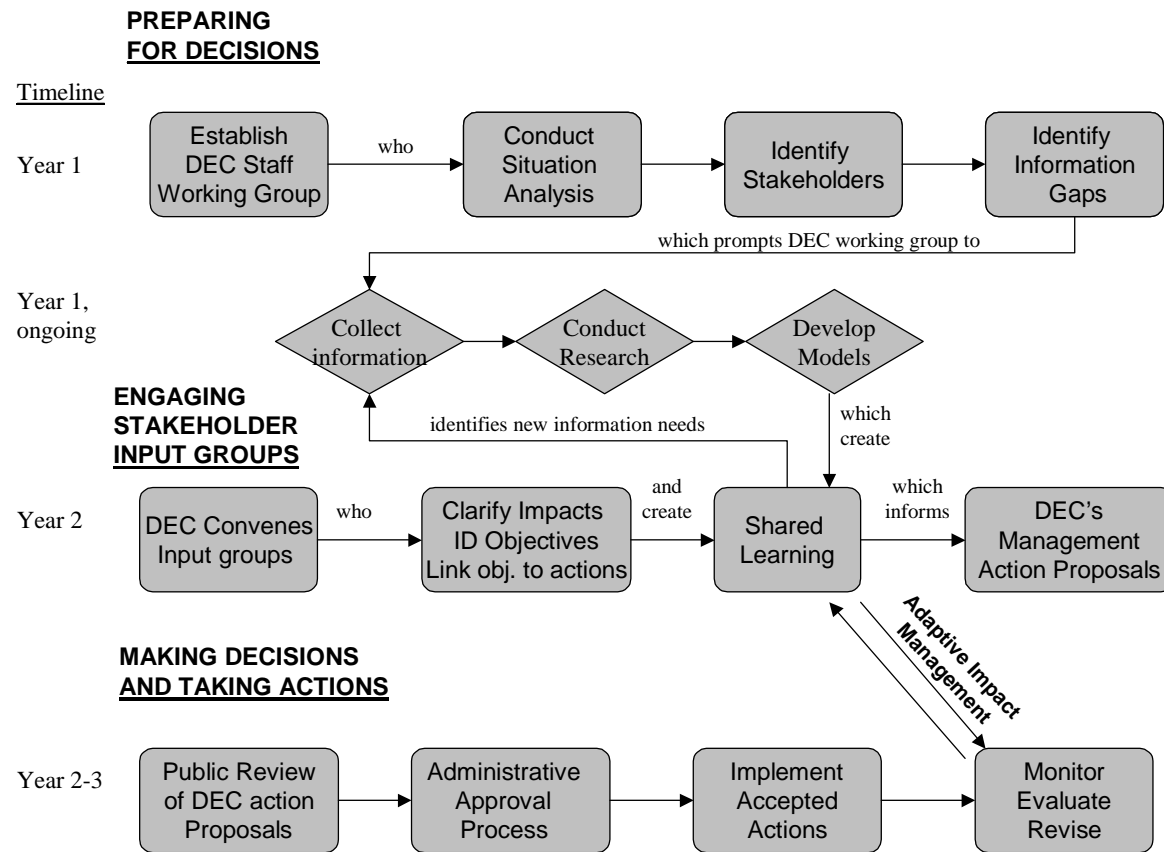 PREPARING
FOR DECISIONS
Timeline
Year 1
Establish
DEC Staff
Working Group
who
Conduct
Situation
Analysis
Identify
Stakeholders
Identify
Information
Gaps
which prompts DEC working group to
Year 1,
ongoing
Collect
information
Conduct
Research
Develop
Models
ENGAGING
STAKEHOLDER
INPUT GROUPS
identifies new information needs
which
create
Year 2
DEC Convenes
Input groups
who
Clarify Impacts
ID Objectives
Link obj. to actions
and
create
Shared
Learning
which
informs
DEC's
Management
Action Proposals
Adaptive Impact
Management
MAKING DECISIONS
AND TAKING ACTIONS
Year 2-3
Public Review
of DEC action
Proposals
Administrative
Approval
Process
Implement
Accepted
Actions
Monitor
Evaluate
Revise